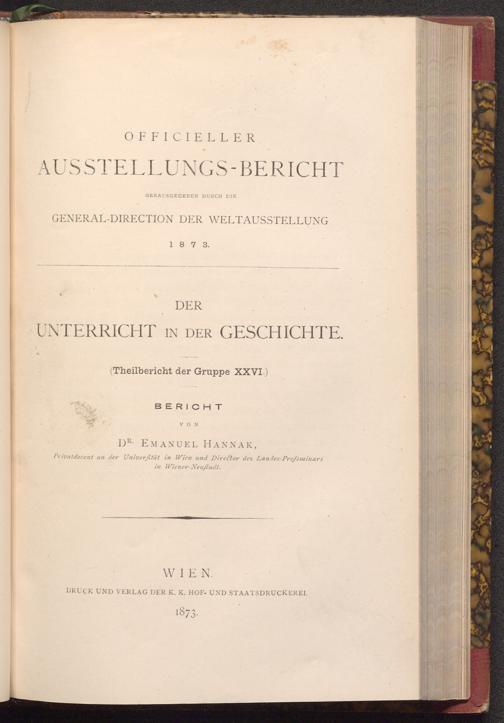 OFFICIELLER
AUSSTELLUNGS-BERICHT
HERAUSGEGEBEN DURCH DIE
GENERAL-DIRECTION DER WELTAUSSTELLUNG
1873.
DER
UNTERRICHT IN DER GESCHICHTE.
(Theilbericht der Gruppe XXVI.)
BERICHT
VON
DR. EMANUEL HANNAK,
Privatdocent an der Universität in Wien und Director des Landes-Proseminars
in Wiener-Neustadt.
WIEN.
DRUCK UND VERLAG DER K. K. HOF- UND STAATSDRUCKEREI.
1873.